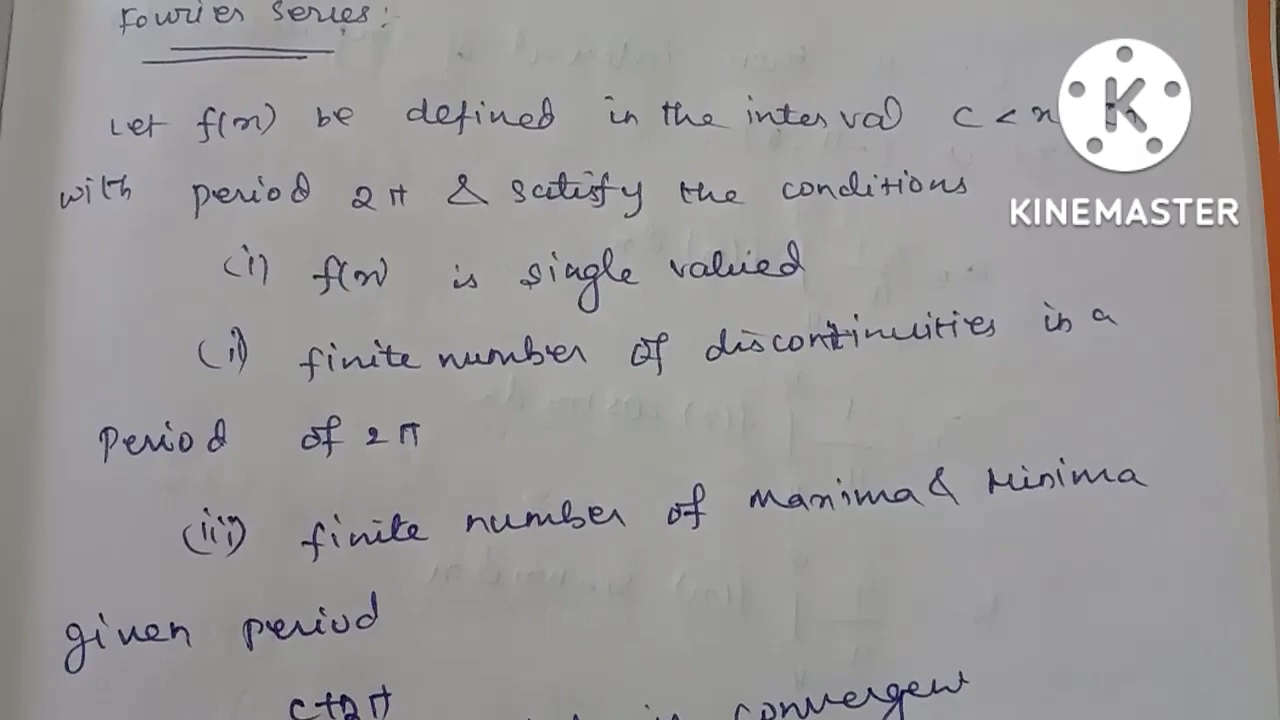 Fourier Series:
Let f(x) be defined in the interval c < x
with period 2π & satisfy the conditions
KINEMASTER
(i) f(x) is single valued
(ii) finite number of discontinuities in a
period of 2π
(iii) finite number of Maxima & Minima
given period
c+2π is convergent